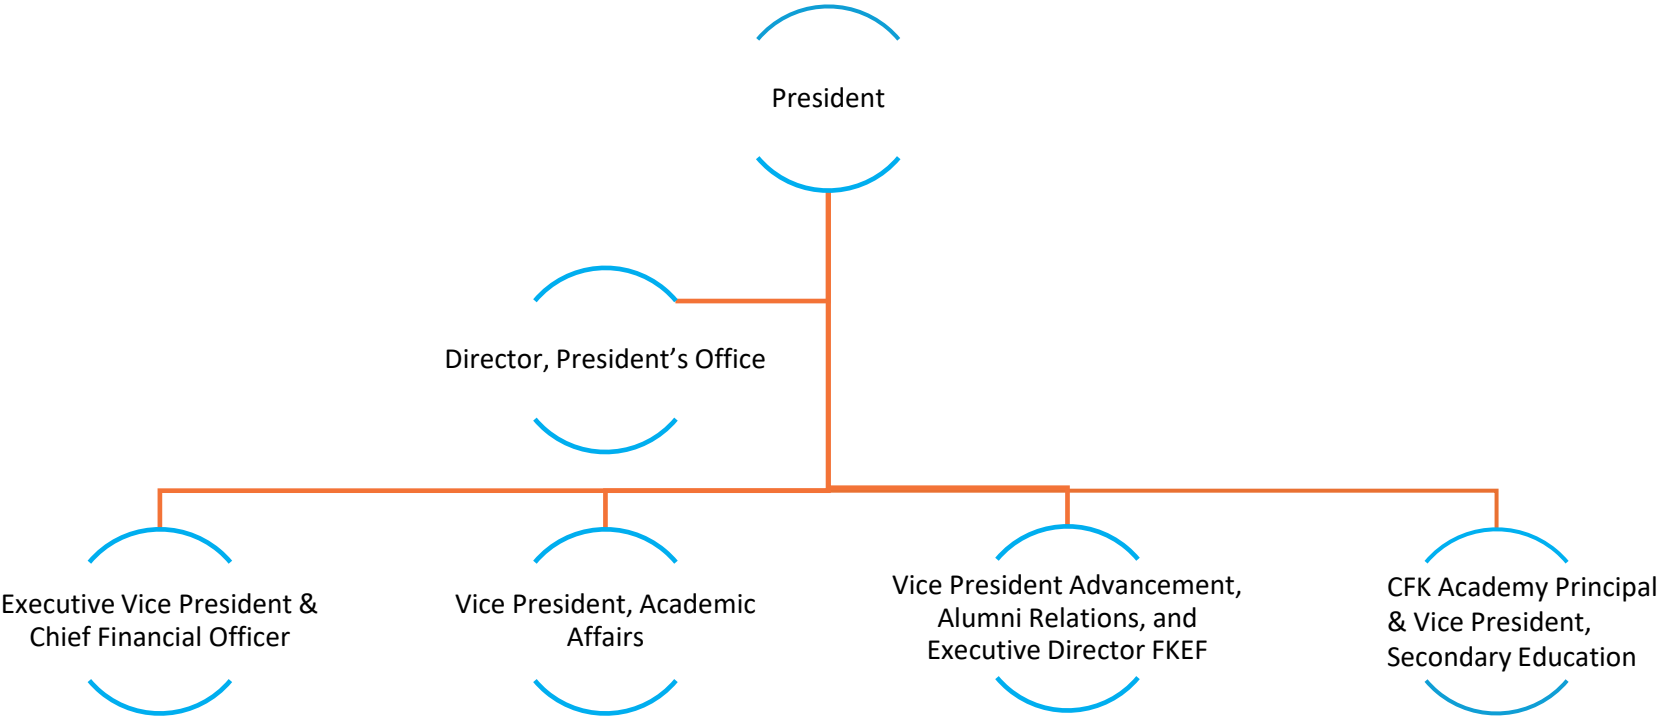 President
Director, President’s Office
Executive Vice President &
Chief Financial Officer
Vice President, Academic
Affairs
Vice President Advancement,
Alumni Relations, and
Executive Director FKEF
CFK Academy Principal
& Vice President,
Secondary Education